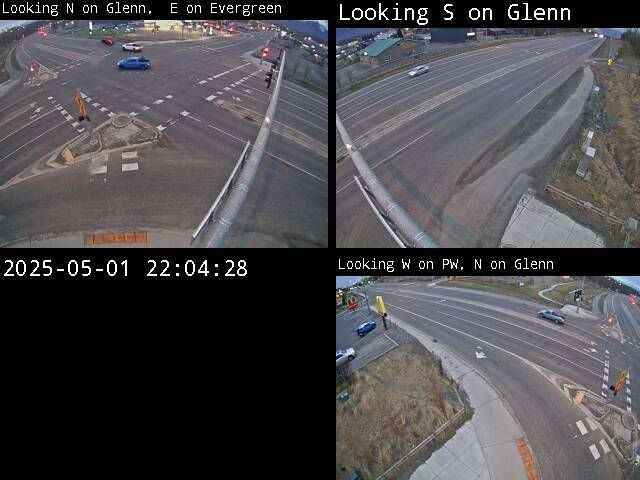 Looking N on Glenn,  E on Evergreen
Looking S on Glenn
2025-05-01 22:04:28
Looking W on PW, N on Glenn